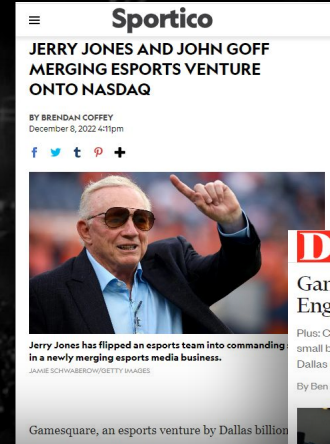 Sportico
JERRY JONES AND JOHN GOFF
MERGING ESPORTS VENTURE
ONTO NASDAQ
BY BRENDAN COFFEY
December 8, 2022 4:11pm
Jerry Jones has flipped an esports team into commanding
in a newly merging esports media business.
JAMIE SCHWABEROW/GETTY IMAGES
Gamesquare, an esports venture by Dallas billion
D
Gar
Eng
Plus: C
small b
Dallas
By Ben